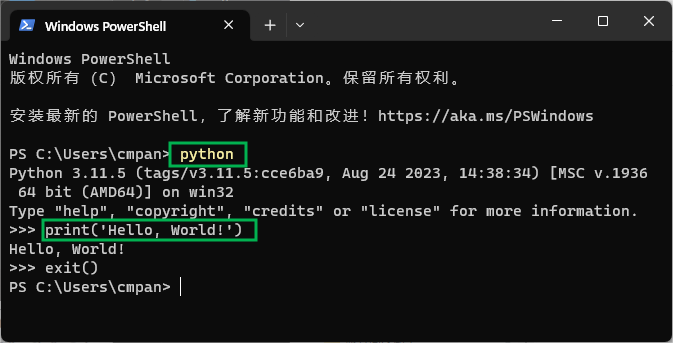 Windows PowerShell
Windows PowerShell
版权所有 (C)  Microsoft Corporation。保留所有权利。
安装最新的 PowerShell，了解新功能和改进！https://aka.ms/PSWindows
PS C:\Users\cmpan> python
Python 3.11.5 (tags/v3.11.5:cce6ba9, Aug 24 2023, 14:38:34) [MSC v.1936
 64 bit (AMD64)] on win32
Type "help", "copyright", "credits" or "license" for more information.
>>> print('Hello, World!')
Hello, World!
>>> exit()
PS C:\Users\cmpan>